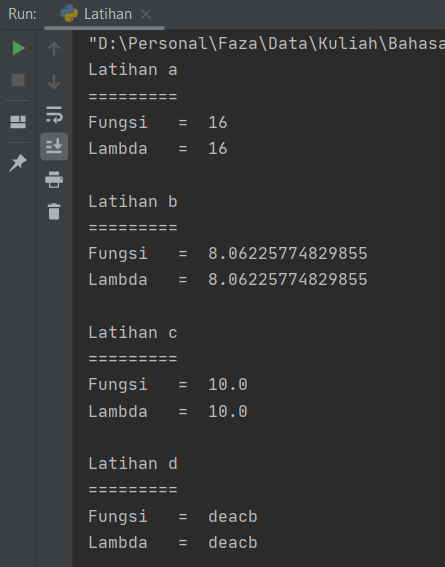 Run: Latihan
"D:\Personal\Faza\Data\Kuliah\Bahasa
Latihan a
=========
Fungsi   =  16
Lambda   =  16

Latihan b
=========
Fungsi   =  8.06225774829855
Lambda   =  8.06225774829855

Latihan c
=========
Fungsi   =  10.0
Lambda   =  10.0

Latihan d
=========
Fungsi   =  deacb
Lambda   =  deacb